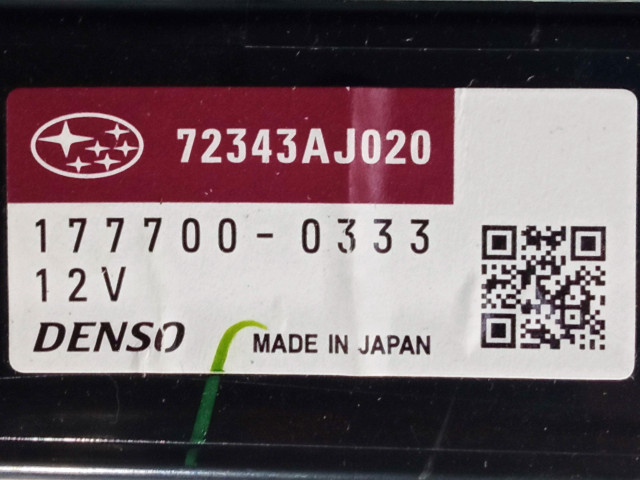 72343AJ020
177700-0333
12V
DENSO
MADE IN JAPAN